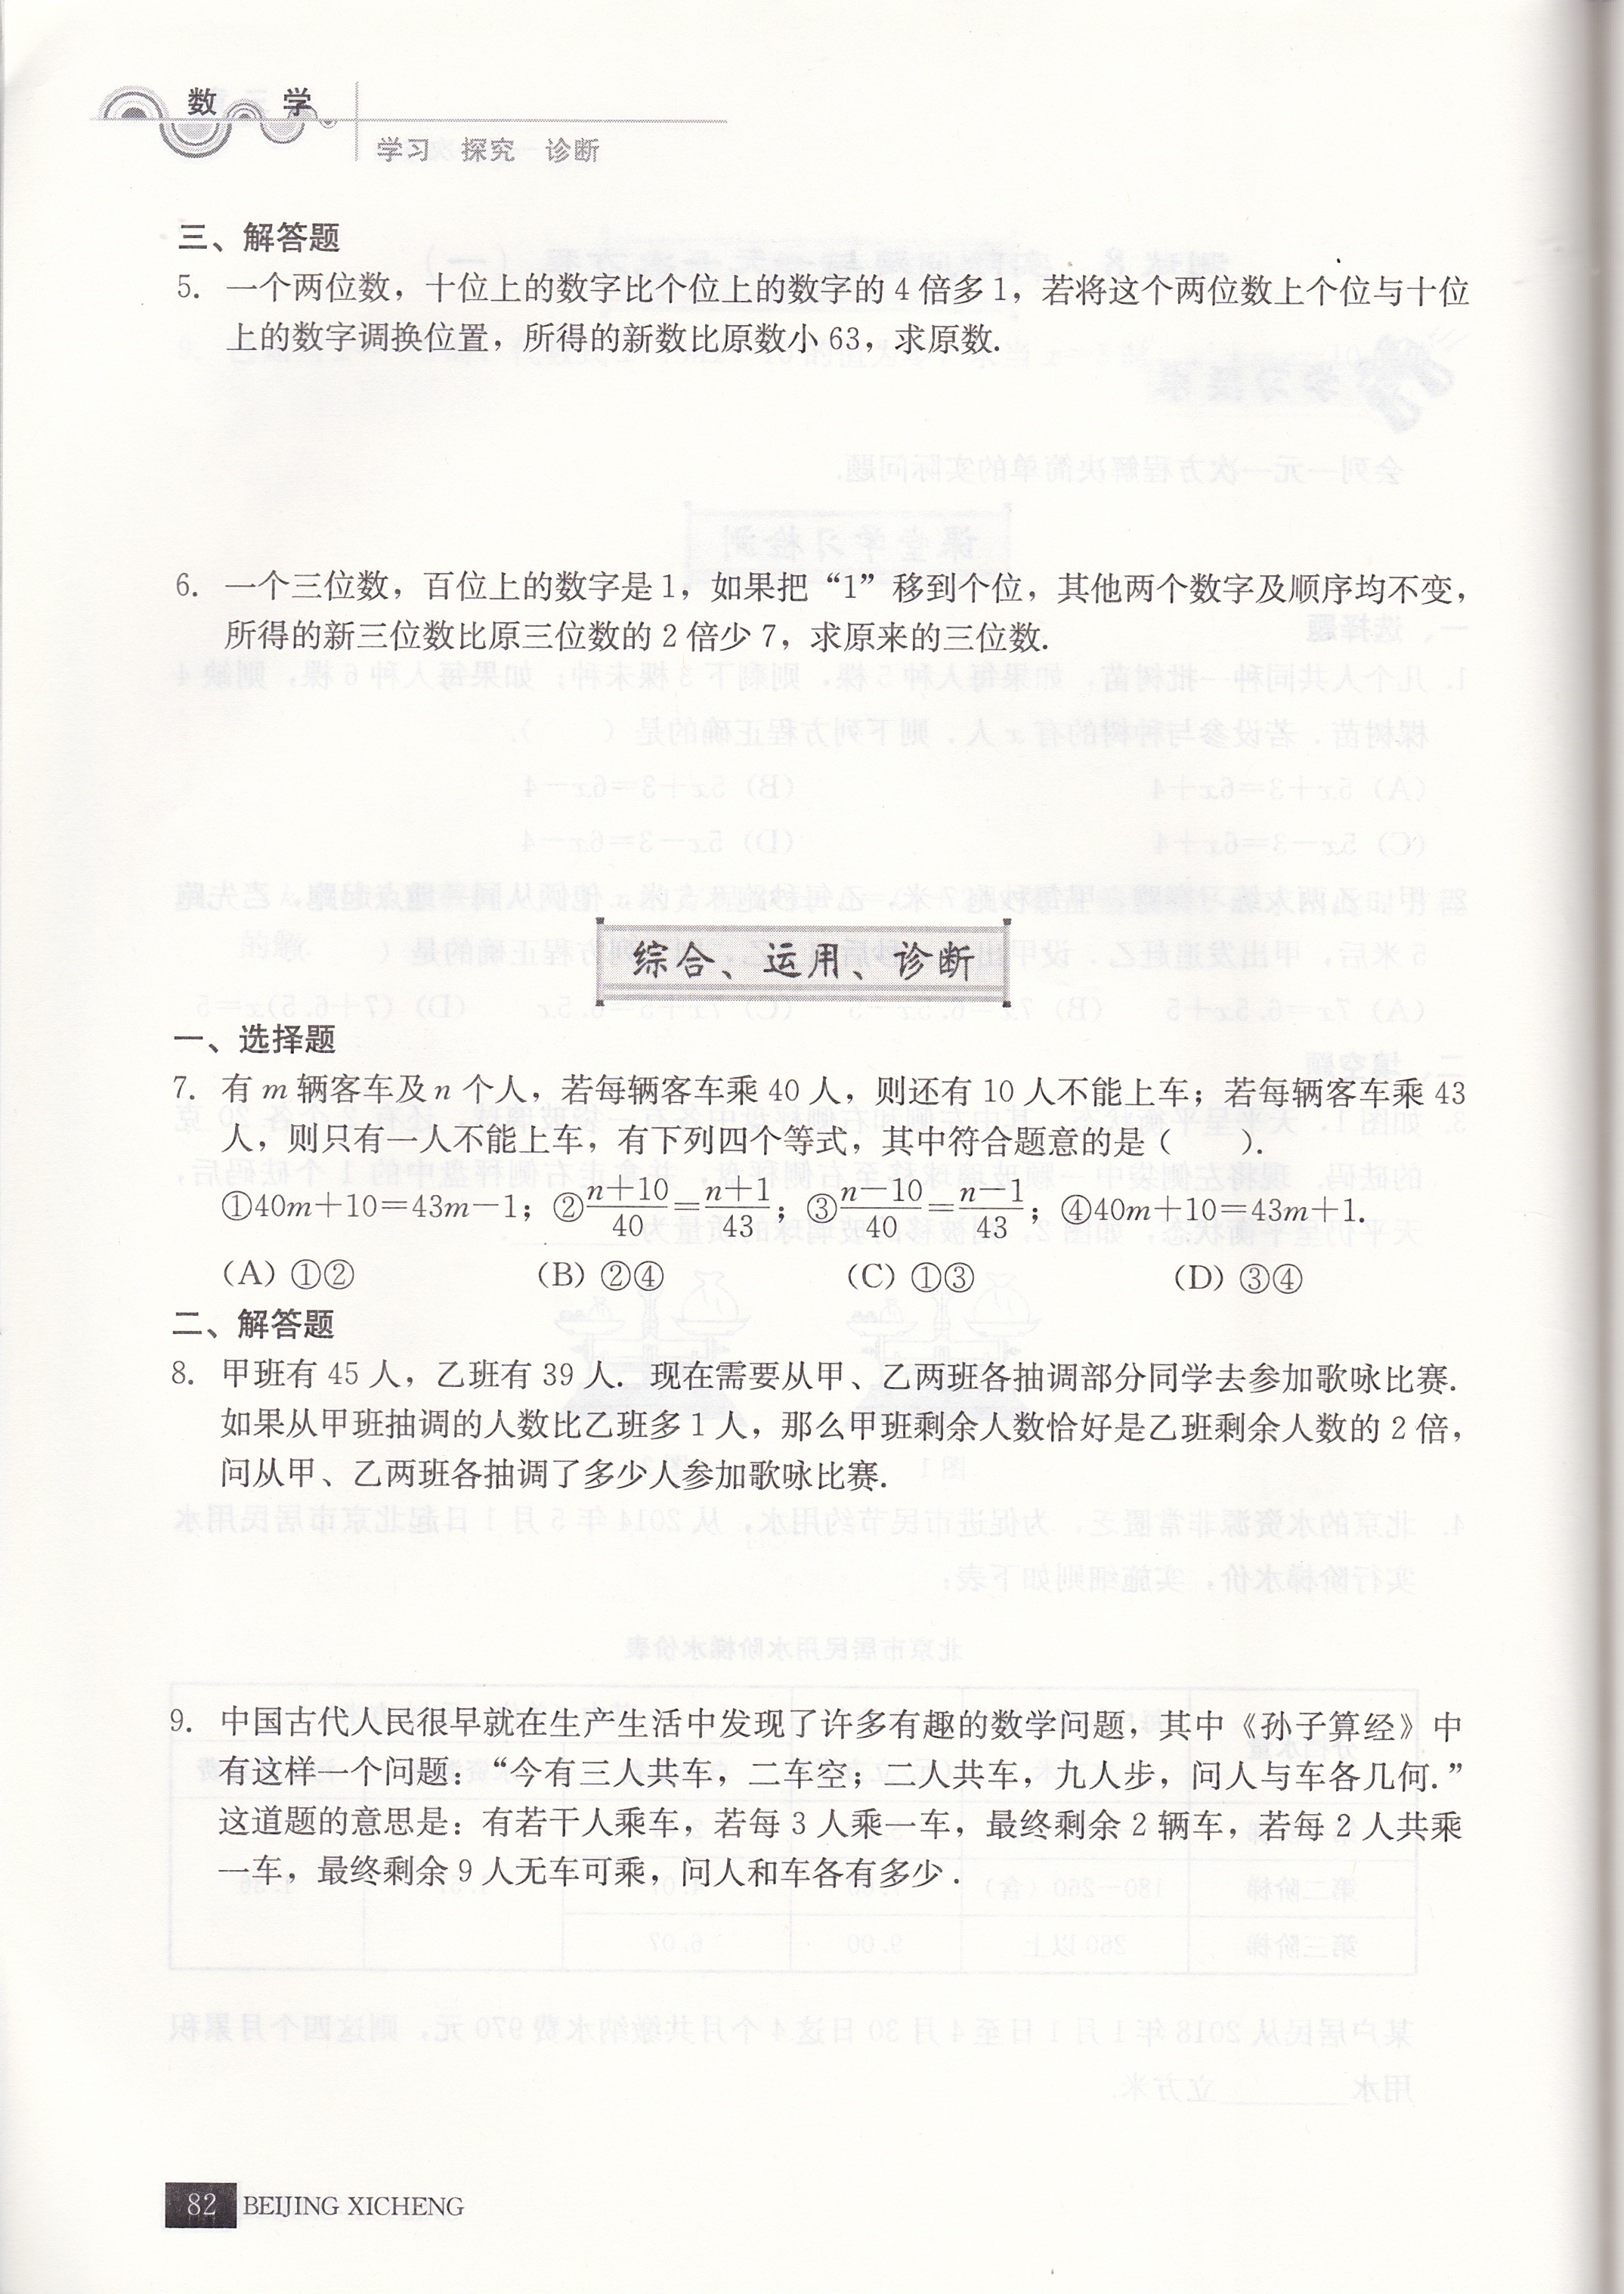 数 学
学习 探究 诊断
三、解答题
5. 一个两位数，十位上的数字比个位上的数字的 4 倍多 1，若将这个两位数上个位与十位
上的数字调换位置，所得的新数比原数小 63，求原数.
6. 一个三位数，百位上的数字是 1，如果把“1”移到个位，其他两个数字及顺序均不变，
所得的新三位数比原三位数的 2 倍少 7，求原来的三位数.
综合、运用、诊断
一、选择题
7. 有 m 辆客车及 n 个人，若每辆客车乘 40 人，则还有 10 人不能上车；若每辆客车乘 43
人，则只有一人不能上车，有下列四个等式，其中符合题意的是（  ）.
①40m＋10＝43m－1；②(n＋10)/40＝(n＋1)/43；③(n－10)/40＝(n－1)/43；④40m＋10＝43m＋1.
（A）①② （B）②④ （C）①③ （D）③④
二、解答题
8. 甲班有 45 人，乙班有 39 人. 现在需要从甲、乙两班各抽调部分同学去参加歌咏比赛.
如果从甲班抽调的人数比乙班多 1 人，那么甲班剩余人数恰好是乙班剩余人数的 2 倍，
问从甲、乙两班各抽调了多少人参加歌咏比赛.
9. 中国古代人民很早就在生产生活中发现了许多有趣的数学问题，其中《孙子算经》中
有这样一个问题：“今有三人共车，二车空；二人共车，九人步，问人与车各几何.”
这道题的意思是：有若干人乘车，若每 3 人乘一车，最终剩余 2 辆车，若每 2 人共乘
一车，最终剩余 9 人无车可乘，问人和车各有多少.
82 BEIJING XICHENG